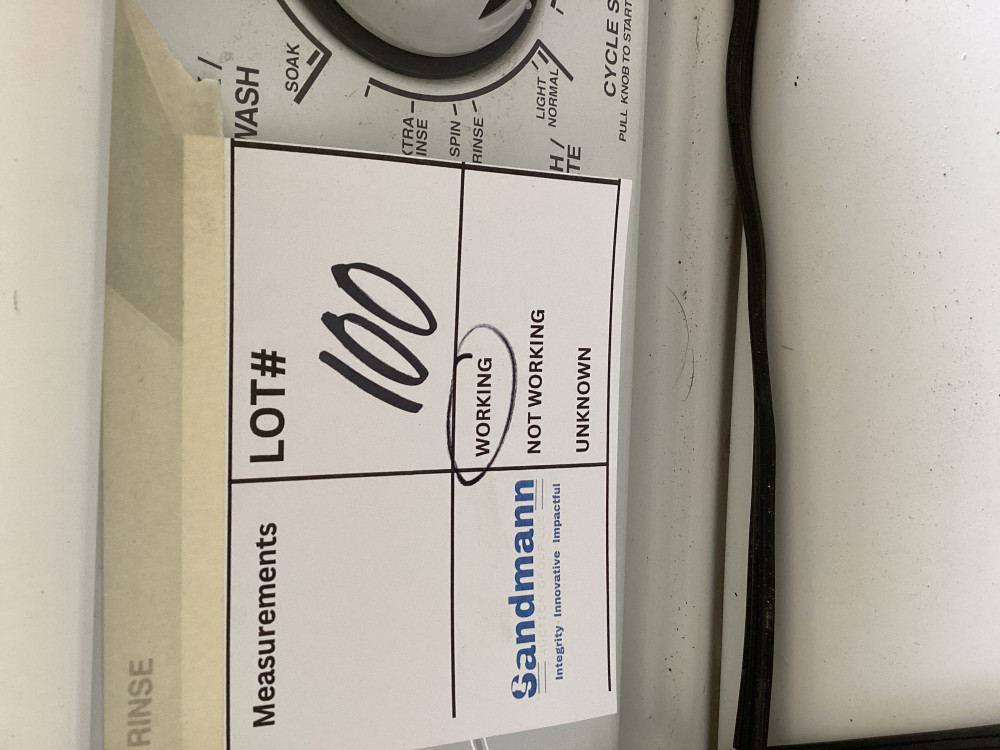 SOAK
LIGHT
NORMAL
CYCLE S
PULL KNOB TO START
SPIN
RINSE
RINSE
LOT#
100
Measurements
WORKING
NOT WORKING
UNKNOWN
Sandmann
Integrity Innovative Impactful